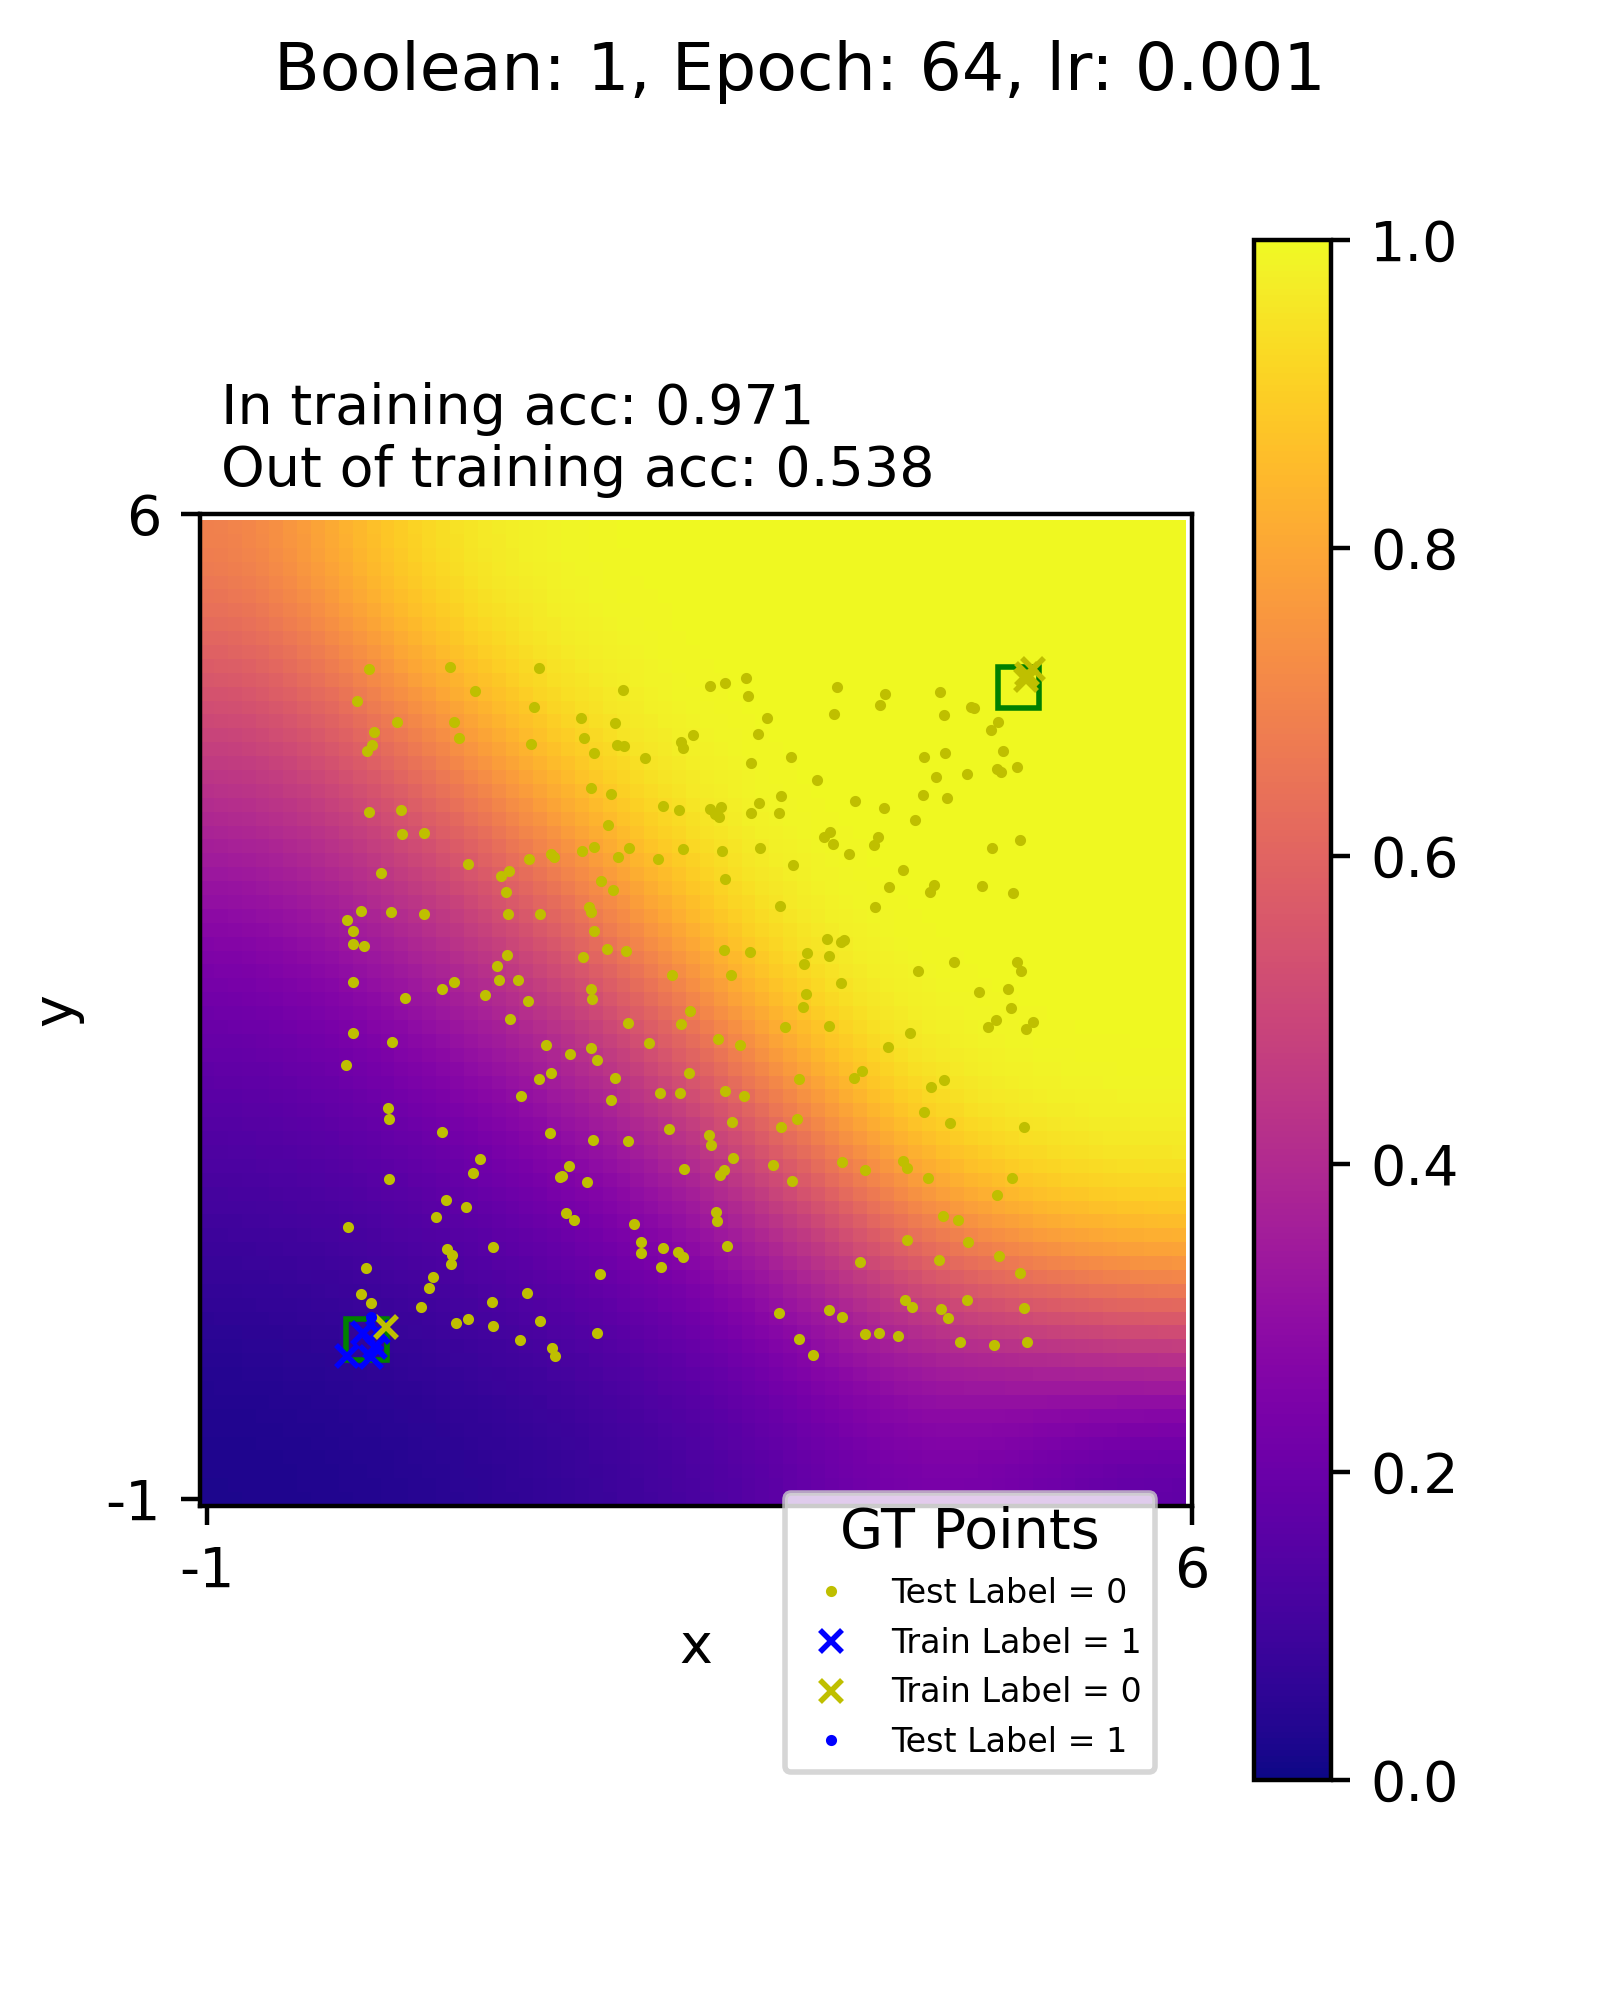 Boolean: 1, Epoch: 64, lr: 0.001
In training acc: 0.971
Out of training acc: 0.538
6
y
-1
-1
6
x
GT Points
Test Label = 0
Train Label = 1
Train Label = 0
Test Label = 1
1.0
0.8
0.6
0.4
0.2
0.0